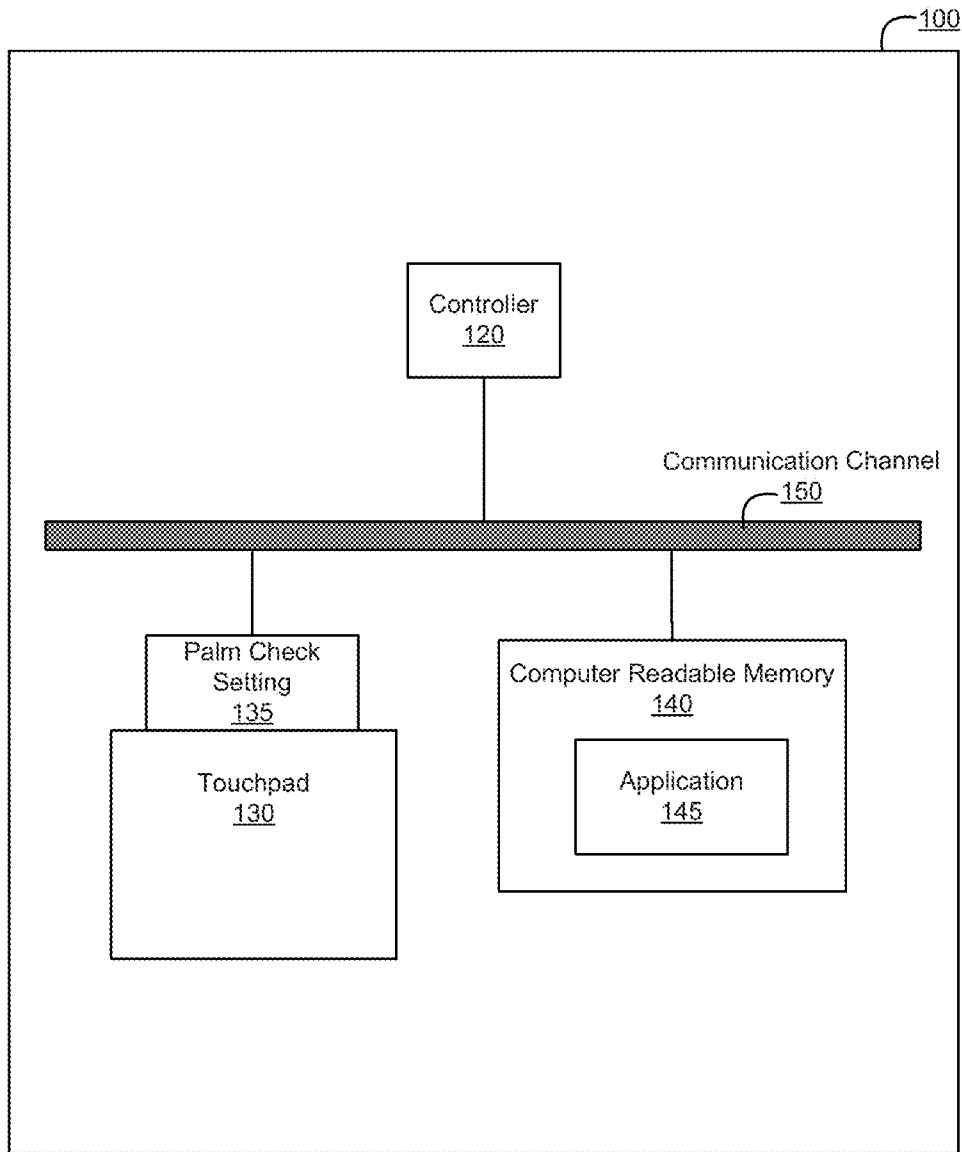 100
Controller
120
Communication Channel
150
Palm Check
Setting
135
Computer Readable Memory
140
Touchpad
130
Application
145